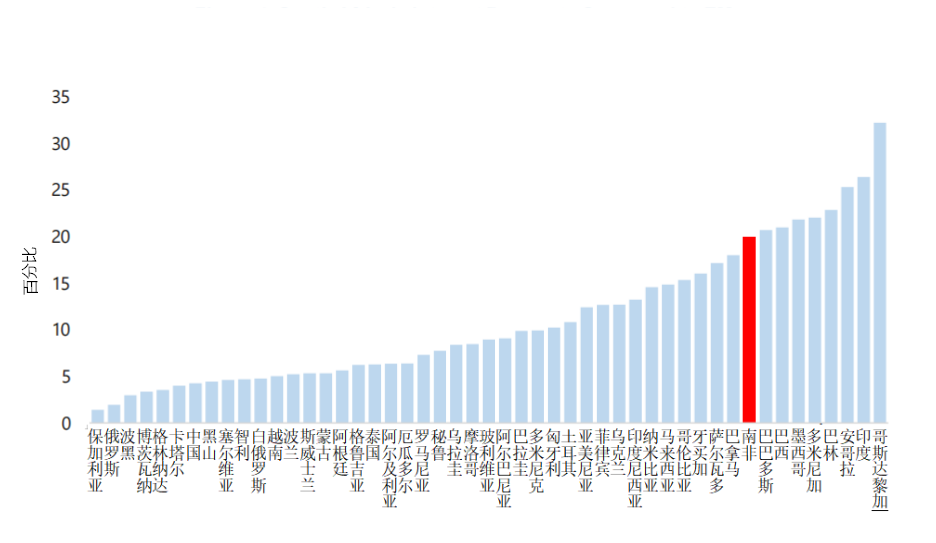 35
30
25
20
15
10
5
0
百分比
保加利亚
俄罗斯
波黑
博茨瓦纳
格林纳达
卡塔尔
中国
黑山
塞尔维亚
智利
白俄罗斯
越南
波兰
斯威士兰
蒙古
阿根廷
格鲁吉亚
泰国
阿尔及利亚
厄瓜多尔
罗马尼亚
秘鲁
乌拉圭
摩洛哥
玻利维亚
阿尔巴尼亚
巴拉圭
多米尼克
匈牙利
土耳其
亚美尼亚
菲律宾
乌克兰
印度尼西亚
纳米比亚
马来西亚
哥伦比亚
牙买加
萨尔瓦多
巴拿马
南非
巴巴多斯
巴西
墨西哥
多米尼加
巴林
安哥拉
印度
哥斯达黎加